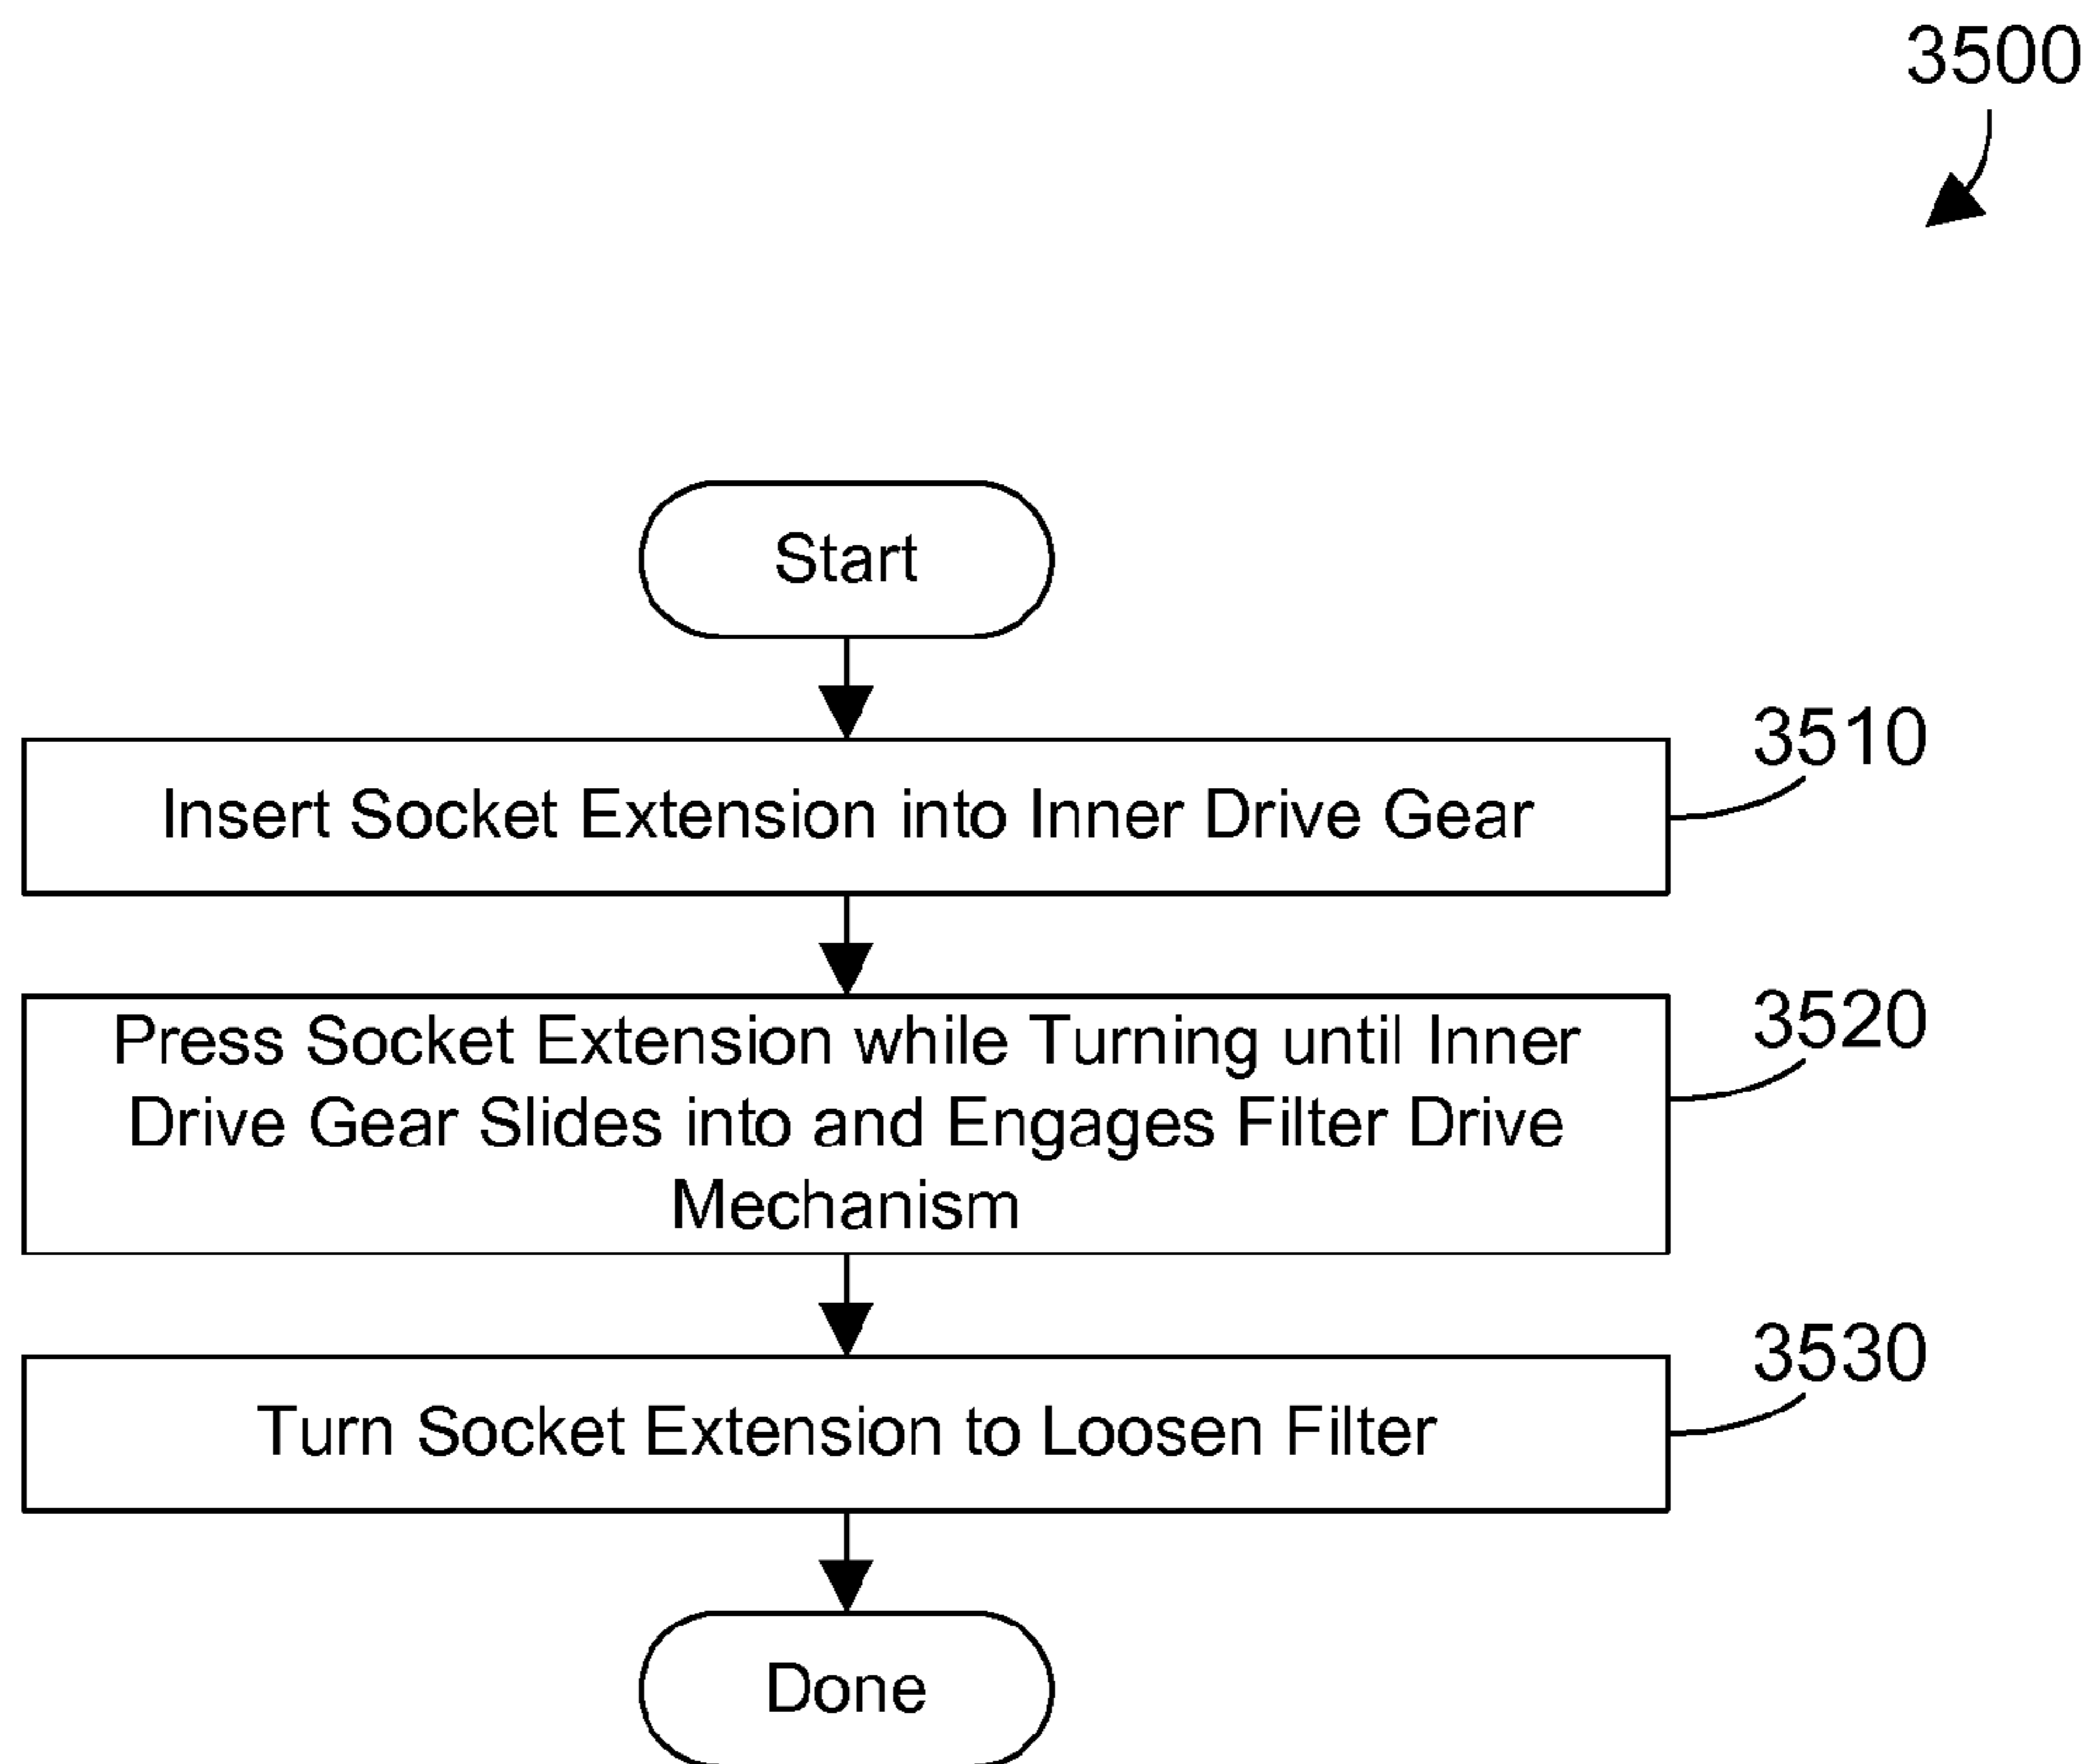 3500
Start
3510
Insert Socket Extension into Inner Drive Gear
3520
Press Socket Extension while Turning until Inner
Drive Gear Slides into and Engages Filter Drive
Mechanism
3530
Turn Socket Extension to Loosen Filter
Done